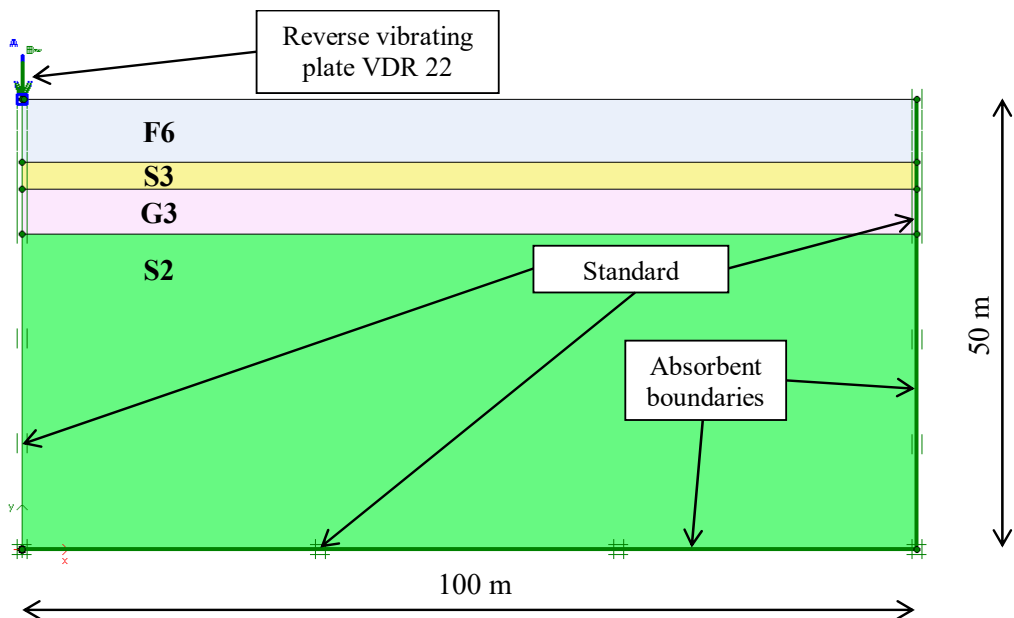 Reverse vibrating
plate VDR 22
A
F6
S3
G3
S2
Standard
Absorbent
boundaries
50 m
y
x
100 m